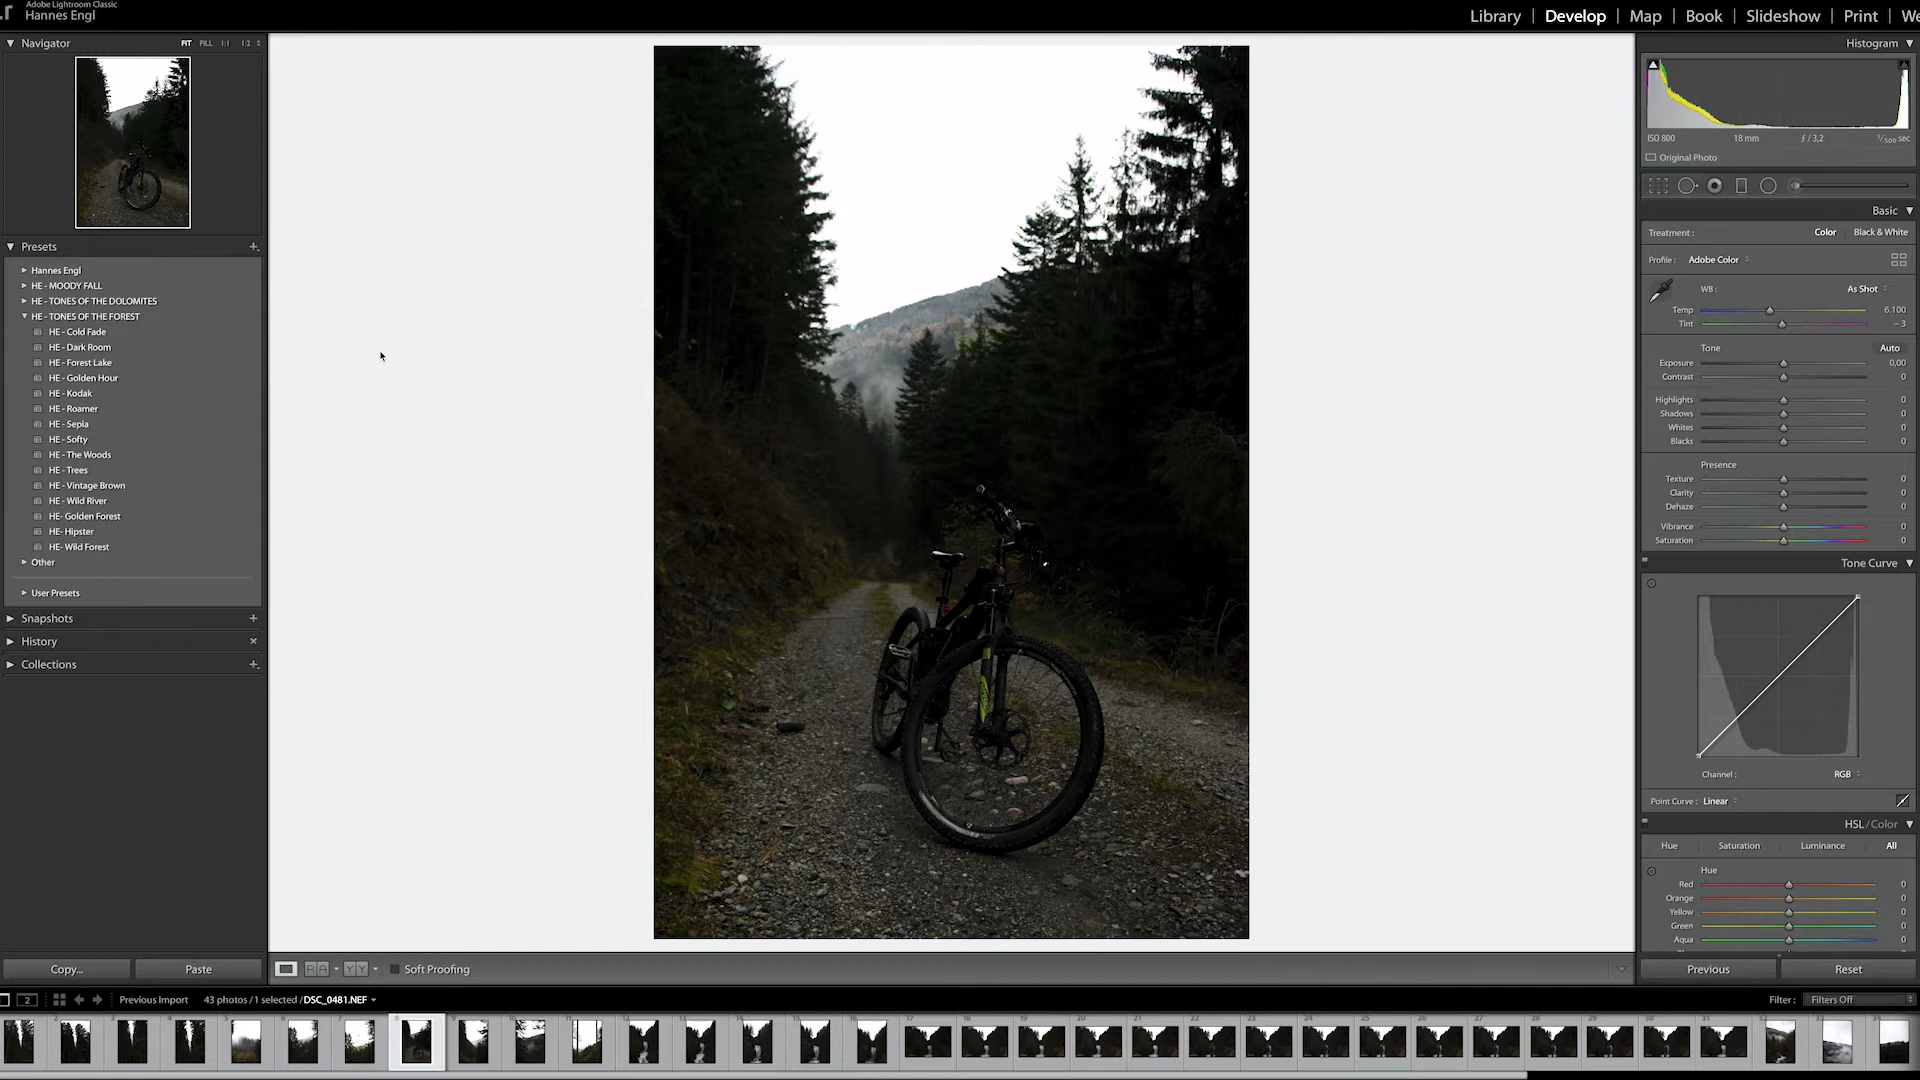 Adobe Lightroom Classic
Hannes Engl
Library | Develop | Map | Book | Slideshow | Print | We
Navigator FIT FILL 1:1 1:2
Presets +
Hannes Engl
HE - MOODY FALL
HE - TONES OF THE DOLOMITES
HE - TONES OF THE FOREST
HE - Cold Fade
HE - Dark Room
HE - Forest Lake
HE - Golden Hour
HE - Kodak
HE - Roamer
HE - Sepia
HE - Softy
HE - The Woods
HE - Trees
HE - Vintage Brown
HE - Wild River
HE- Golden Forest
HE- Hipster
HE- Wild Forest
Other
User Presets
Snapshots +
History ×
Collections +
Copy... Paste
Histogram
ISO 800 18 mm ƒ / 3,2 1/500 sec
Original Photo
Basic
Treatment : Color Black & White
Profile : Adobe Color
WB : As Shot
Temp 6.100
Tint – 3
Tone Auto
Exposure 0,00
Contrast 0
Highlights 0
Shadows 0
Whites 0
Blacks 0
Presence
Texture 0
Clarity 0
Dehaze 0
Vibrance 0
Saturation 0
Tone Curve
Channel : RGB
Point Curve : Linear
HSL / Color
Hue Saturation Luminance All
Hue
Red 0
Orange 0
Yellow 0
Green 0
Aqua 0
Previous Reset
RA YY Soft Proofing
2 Previous Import 43 photos / 1 selected / DSC_0481.NEF Filter : Filters Off